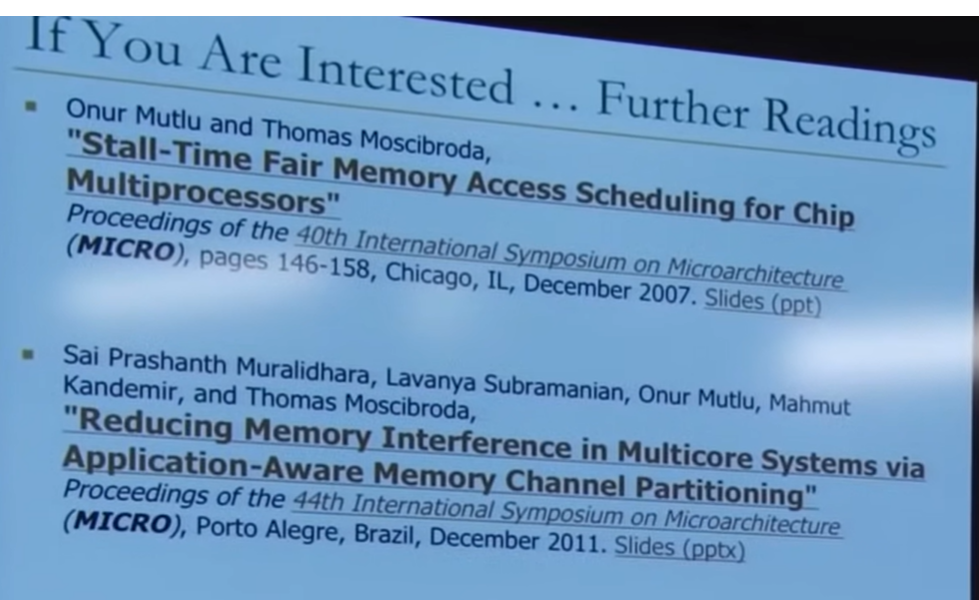 If You Are Interested ... Further Readings
Onur Mutlu and Thomas Moscibroda,
"Stall-Time Fair Memory Access Scheduling for Chip
Multiprocessors"
Proceedings of the 40th International Symposium on Microarchitecture
(MICRO), pages 146-158, Chicago, IL, December 2007. Slides (ppt)
Sai Prashanth Muralidhara, Lavanya Subramanian, Onur Mutlu, Mahmut
Kandemir, and Thomas Moscibroda,
"Reducing Memory Interference in Multicore Systems via
Application-Aware Memory Channel Partitioning"
Proceedings of the 44th International Symposium on Microarchitecture
(MICRO), Porto Alegre, Brazil, December 2011. Slides (pptx)